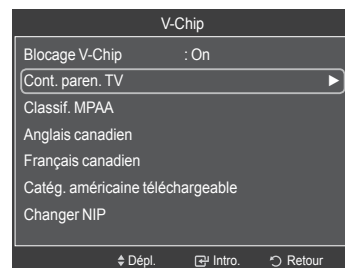 V-Chip
Blocage V-Chip : On
Cont. paren. TV ►
Classif. MPAA
Anglais canadien
Français canadien
Catég. américaine téléchargeable
Changer NIP
Dépl. Intro. Retour